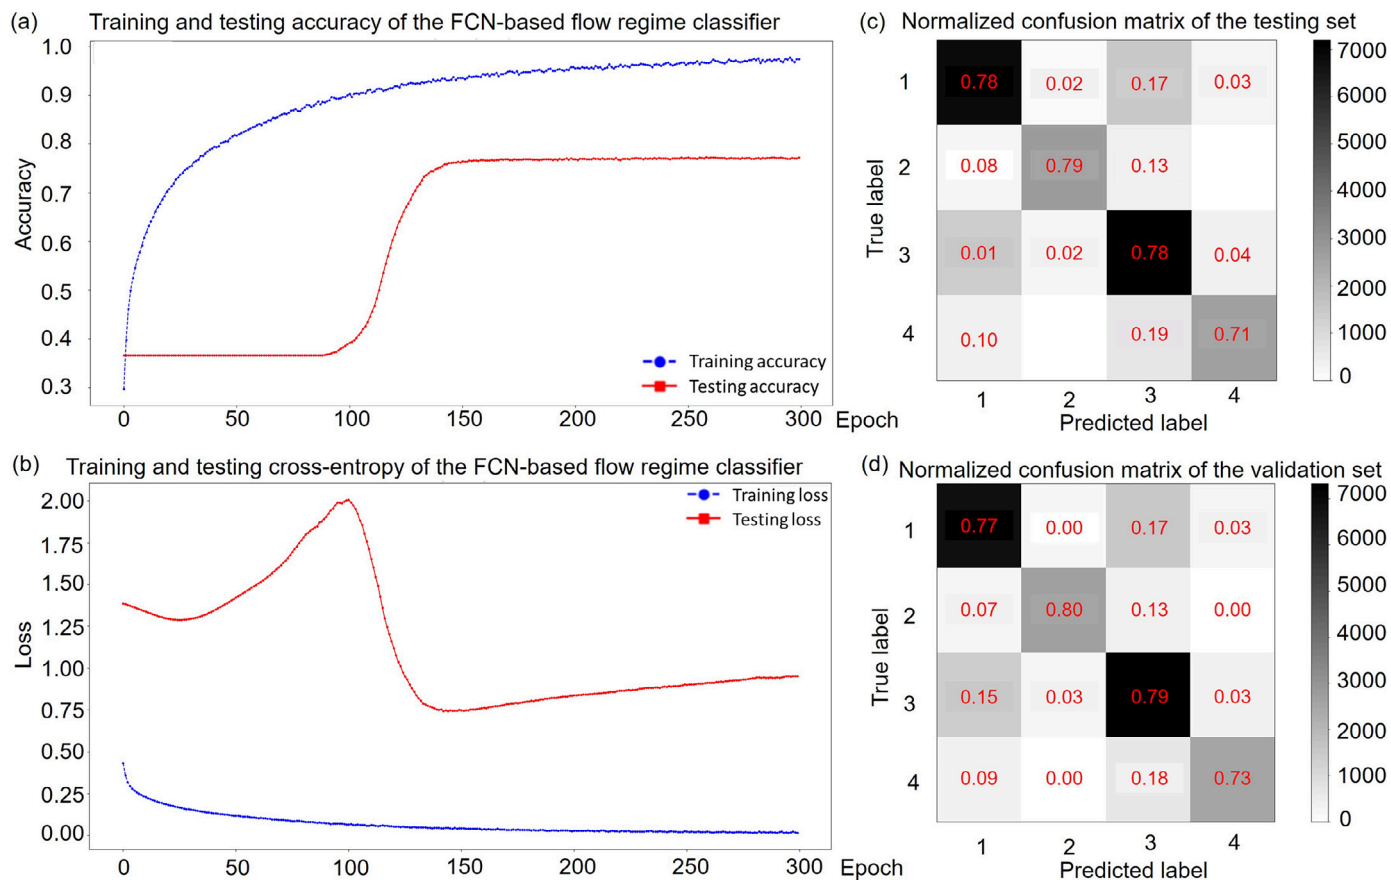 (a) Training and testing accuracy of the FCN-based flow regime classifier
1.0
0.9
0.8
0.7
0.6
0.5
0.4
0.3
Accuracy
Training accuracy
Testing accuracy
0 50 100 150 200 250 300 Epoch
(b) Training and testing cross-entropy of the FCN-based flow regime classifier
2.00
1.75
1.50
1.25
1.00
0.75
0.50
0.25
0.00
Loss
Training loss
Testing loss
0 50 100 150 200 250 300 Epoch
(c) Normalized confusion matrix of the testing set
True label
1 0.78 0.02 0.17 0.03
2 0.08 0.79 0.13
3 0.01 0.02 0.78 0.04
4 0.10 0.19 0.71
1 2 3 4
Predicted label
7000
6000
5000
4000
3000
2000
1000
0
(d) Normalized confusion matrix of the validation set
True label
1 0.77 0.00 0.17 0.03
2 0.07 0.80 0.13 0.00
3 0.15 0.03 0.79 0.03
4 0.09 0.00 0.18 0.73
1 2 3 4
Predicted label
7000
6000
5000
4000
3000
2000
1000
0